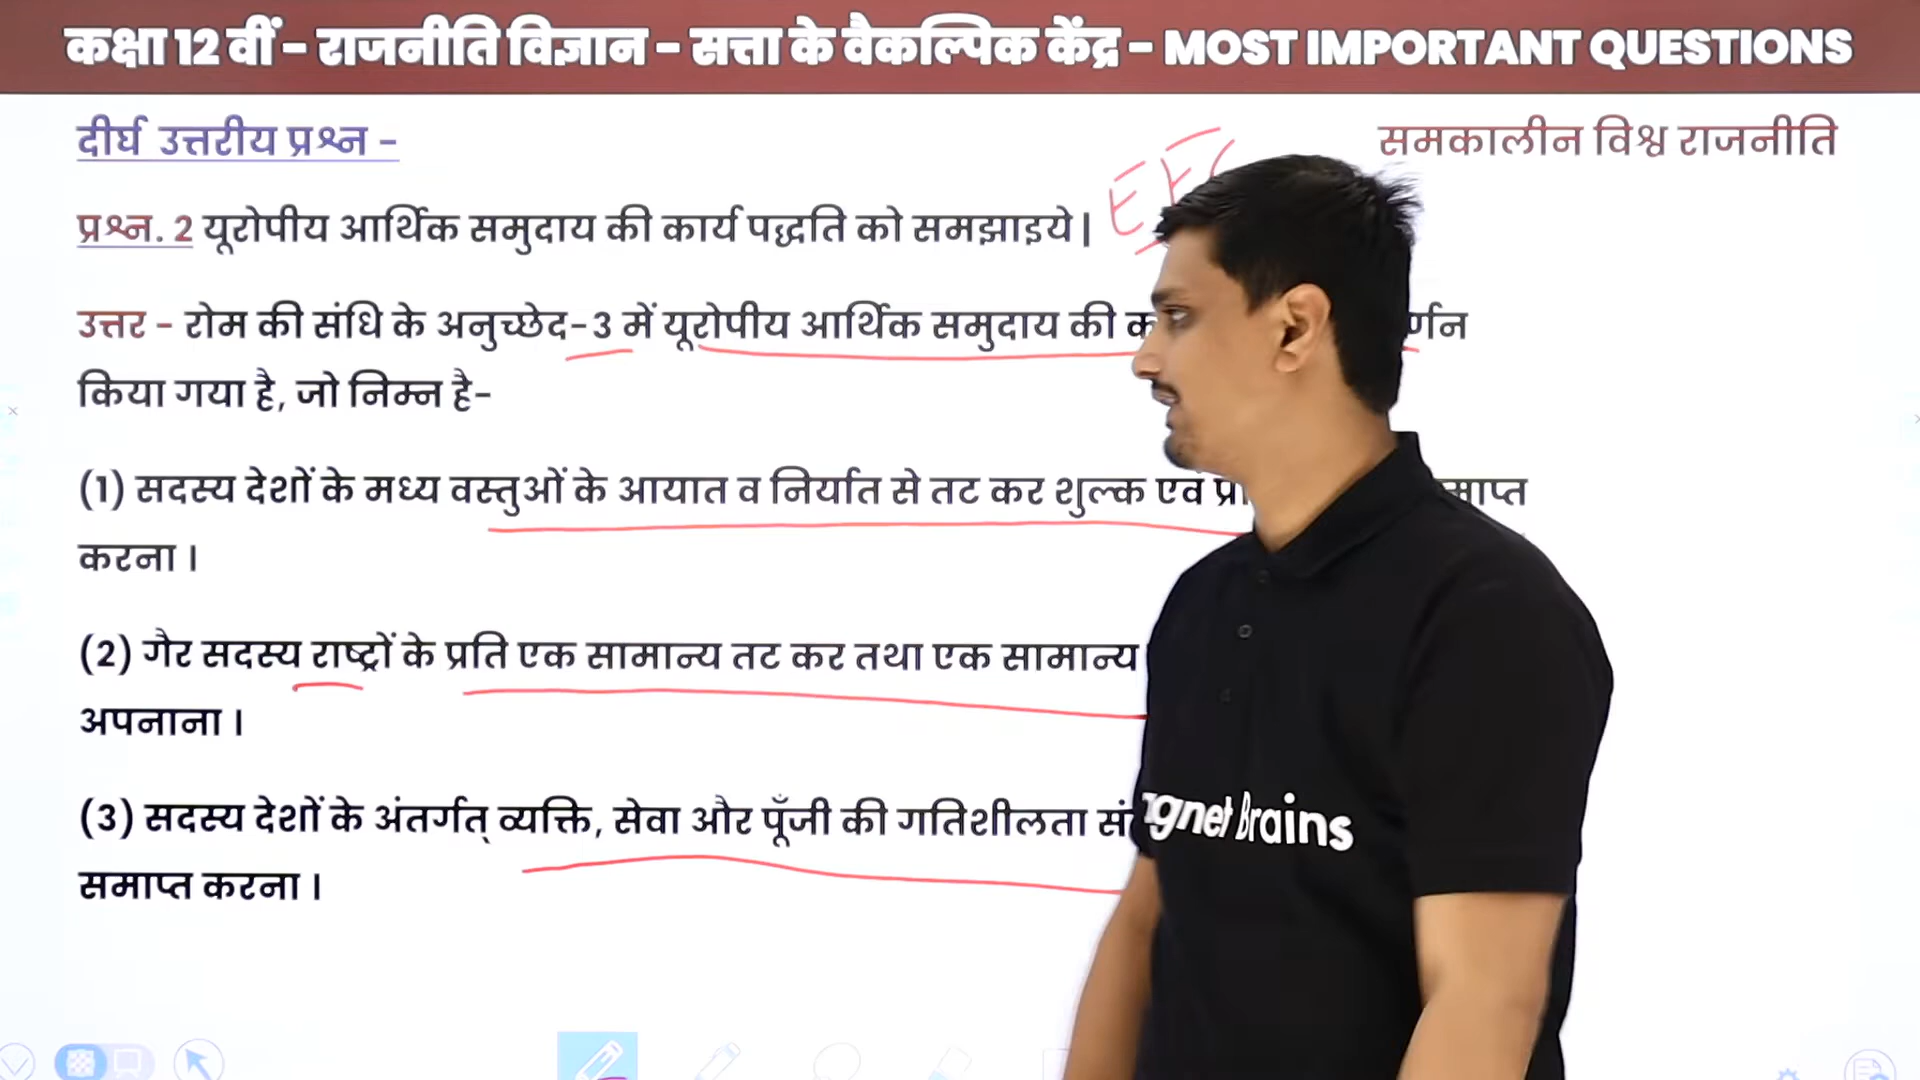 कक्षा 12 वीं - राजनीति विज्ञान - सत्ता के वैकल्पिक केंद्र - MOST IMPORTANT QUESTIONS
दीर्घ उत्तरीय प्रश्न -
समकालीन विश्व राजनीति
प्रश्न. 2 यूरोपीय आर्थिक समुदाय की कार्य पद्धति को समझाइये |
EEC
उत्तर - रोम की संधि के अनुच्छेद-3 में यूरोपीय आर्थिक समुदाय की
किया गया है, जो निम्न है-
(1) सदस्य देशों के मध्य वस्तुओं के आयात व निर्यात से तट कर शुल्क एवं
करना ।
(2) गैर सदस्य राष्ट्रों के प्रति एक सामान्य तट कर तथा एक सामान्य
अपनाना ।
(3) सदस्य देशों के अंतर्गत् व्यक्ति, सेवा और पूँजी की गतिशीलता
समाप्त करना ।
Brains